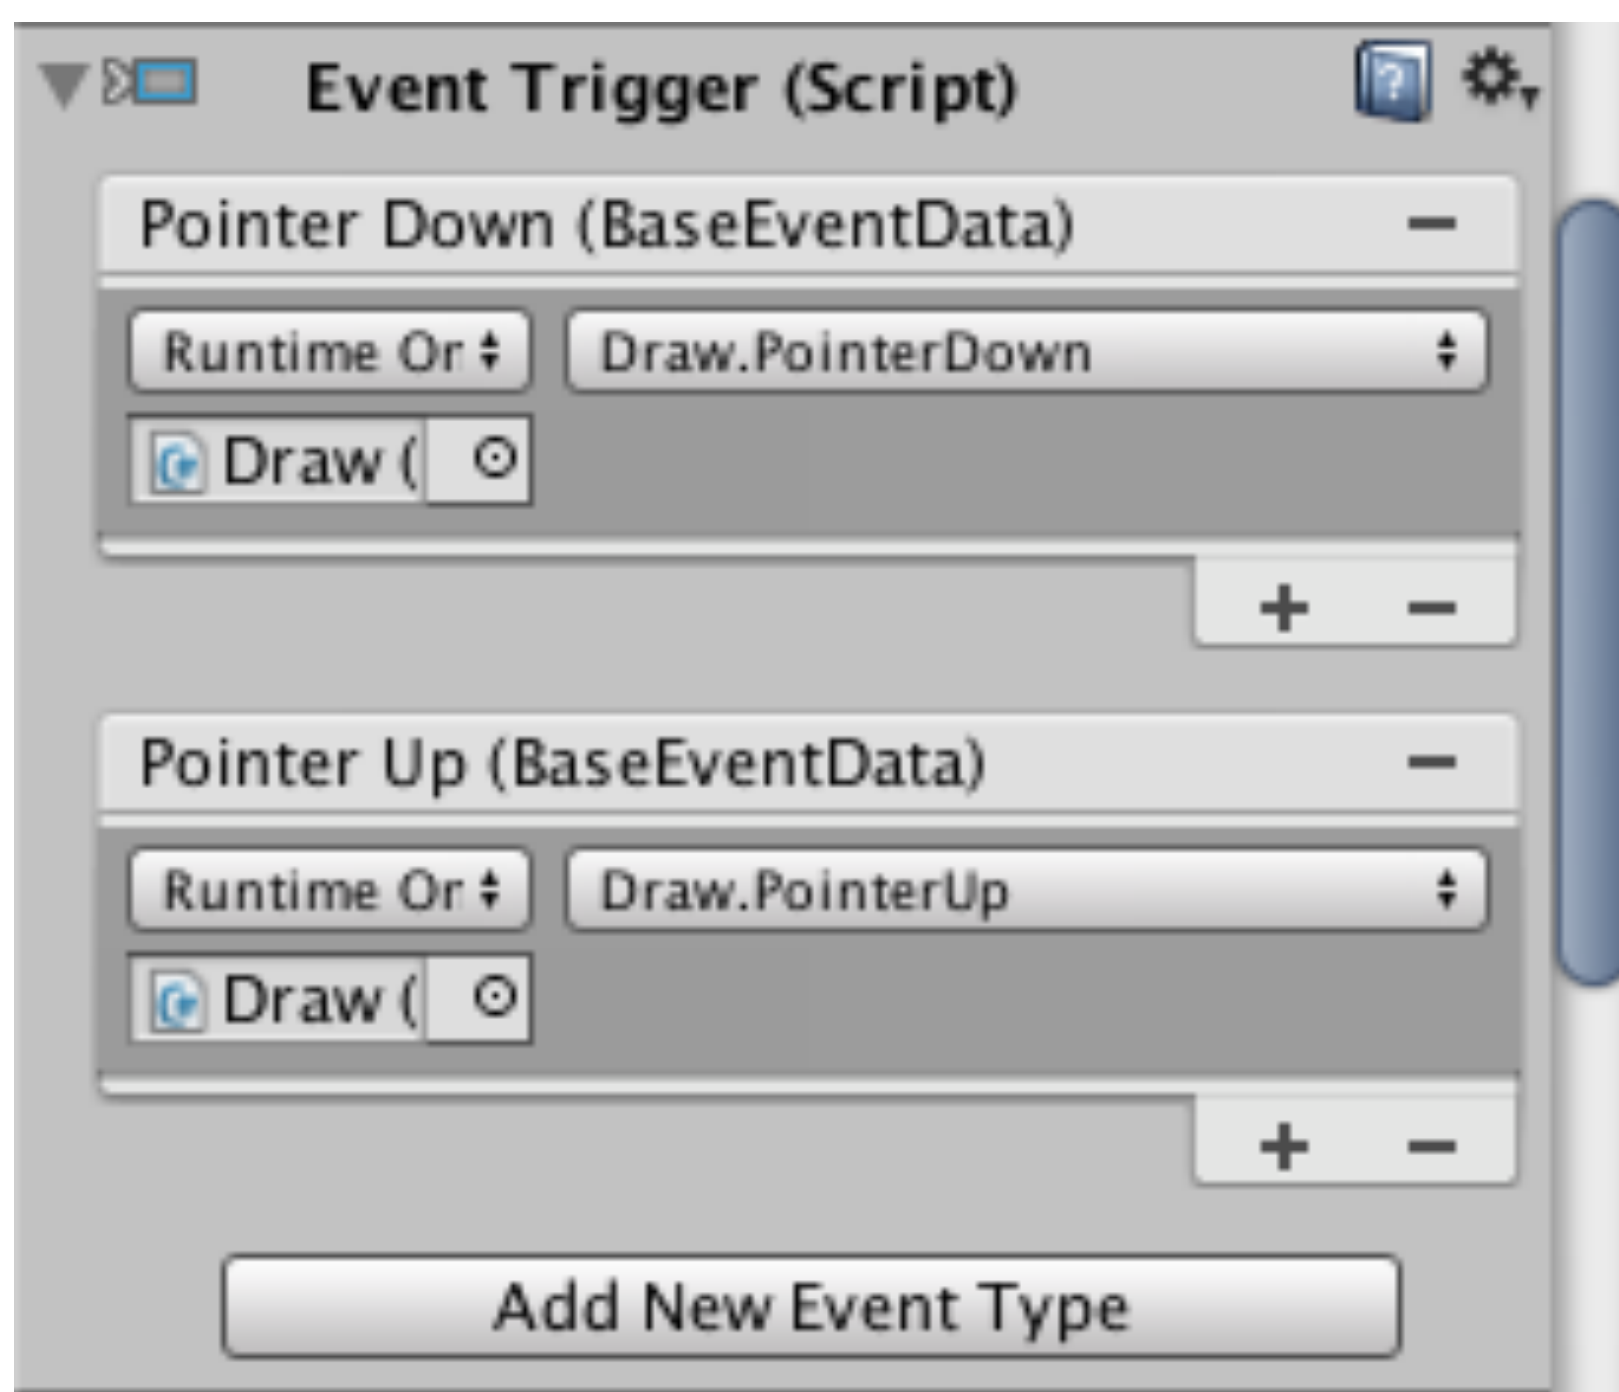 Event Trigger (Script)
Pointer Down (BaseEventData)
Runtime Or Draw.PointerDown
Draw (
Pointer Up (BaseEventData)
Runtime Or Draw.PointerUp
Draw (
Add New Event Type